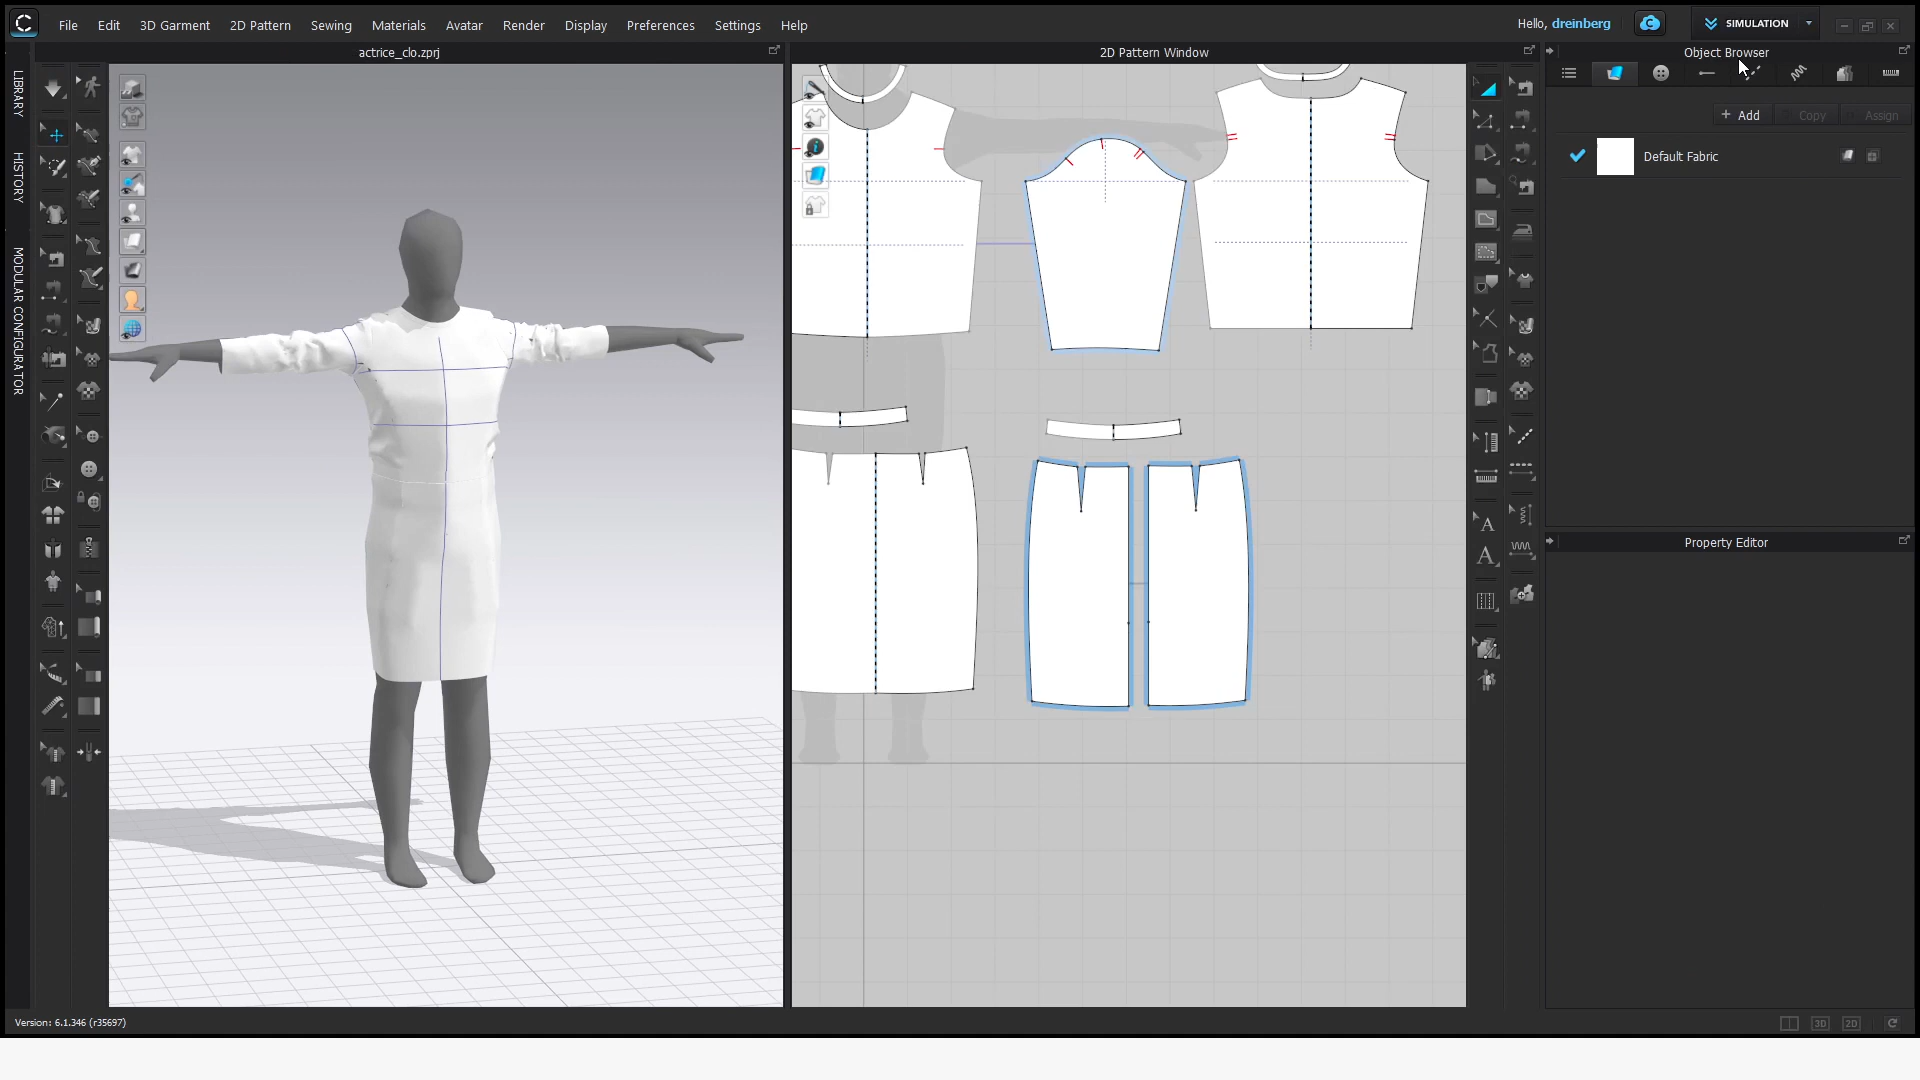 File Edit 3D Garment 2D Pattern Sewing Materials Avatar Render Display Preferences Settings Help
Hello, dreinberg
SIMULATION
actrice_clo.zprj
2D Pattern Window
Object Browser
LIBRARY
HISTORY
MODULAR CONFIGURATOR
+ Add
Copy
Assign
Default Fabric
Property Editor
A
A
Version: 6.1.346 (r35697)
3D
2D